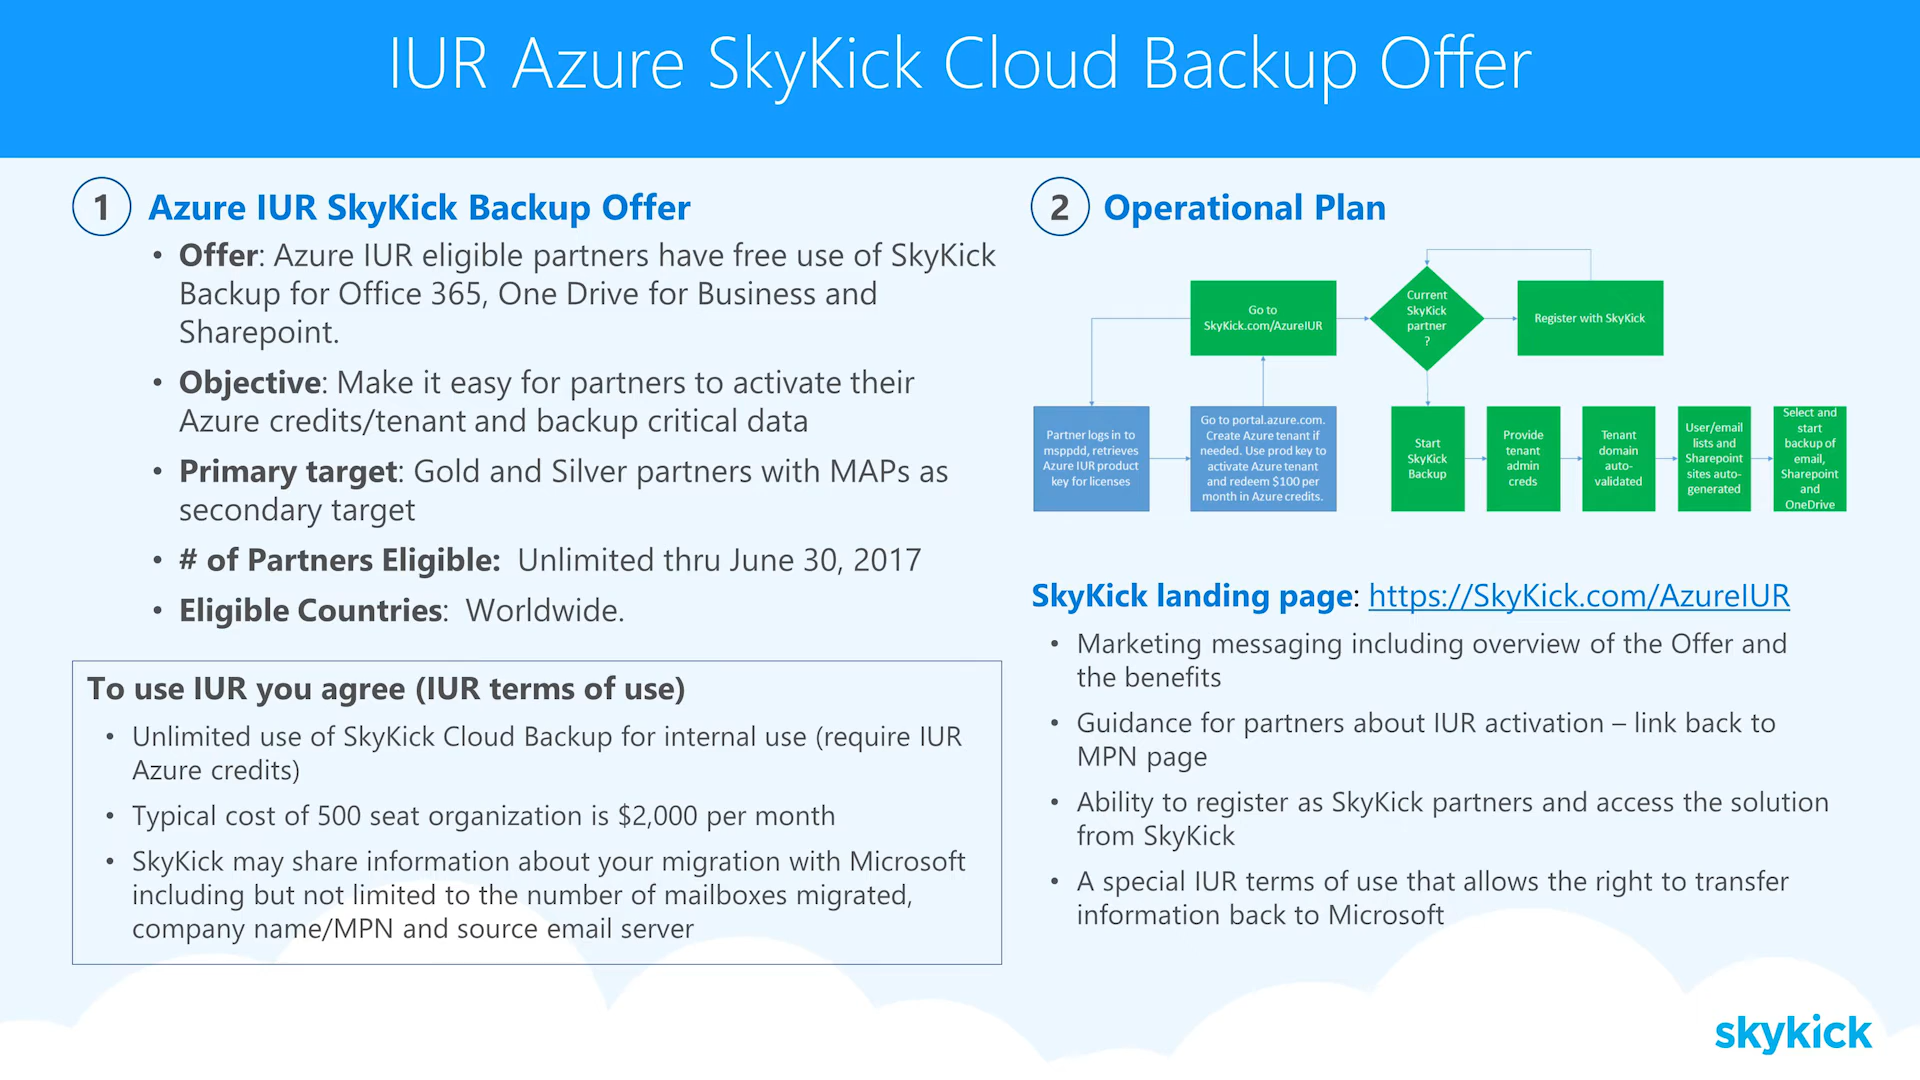 IUR Azure SkyKick Cloud Backup Offer
1 Azure IUR SkyKick Backup Offer
• Offer: Azure IUR eligible partners have free use of SkyKick
Backup for Office 365, One Drive for Business and
Sharepoint.
• Objective: Make it easy for partners to activate their
Azure credits/tenant and backup critical data
• Primary target: Gold and Silver partners with MAPs as
secondary target
• # of Partners Eligible: Unlimited thru June 30, 2017
• Eligible Countries: Worldwide.
To use IUR you agree (IUR terms of use)
• Unlimited use of SkyKick Cloud Backup for internal use (require IUR
Azure credits)
• Typical cost of 500 seat organization is $2,000 per month
• SkyKick may share information about your migration with Microsoft
including but not limited to the number of mailboxes migrated,
company name/MPN and source email server
2 Operational Plan
Go to
SkyKick.com/AzureIUR
Current
SkyKick
partner
?
Register with SkyKick
Partner logs in to
msppdd, retrieves
Azure IUR product
key for licenses
Go to portal.azure.com.
Create Azure tenant if
needed. Use prod key to
activate Azure tenant
and redeem $100 per
month in Azure credits.
Start
SkyKick
Backup
Provide
tenant
admin
creds
Tenant
domain
auto-
validated
User/email
lists and
Sharepoint
sites auto-
generated
Select and
start
backup of
email,
Sharepoint
and
OneDrive
SkyKick landing page: https://SkyKick.com/AzureIUR
• Marketing messaging including overview of the Offer and
the benefits
• Guidance for partners about IUR activation – link back to
MPN page
• Ability to register as SkyKick partners and access the solution
from SkyKick
• A special IUR terms of use that allows the right to transfer
information back to Microsoft
skykick